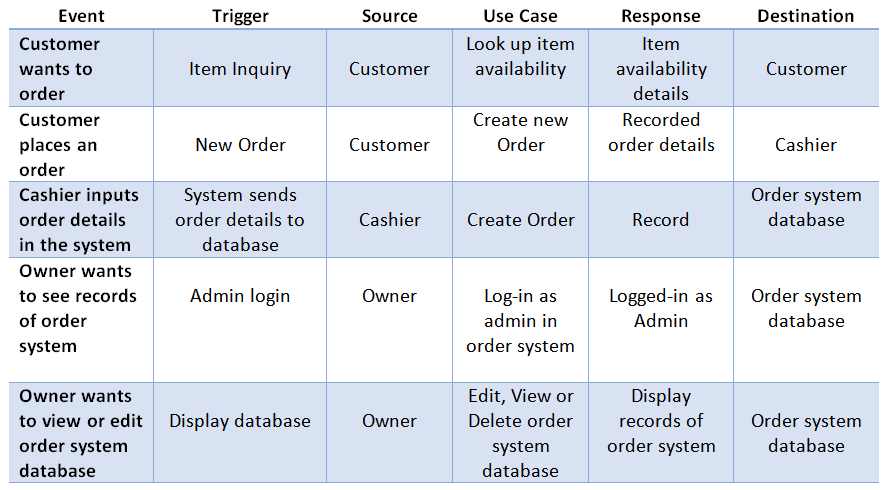 Event Trigger Source Use Case Response Destination
Customer wants to order
Item Inquiry
Customer
Look up item availability
Item availability details
Customer
Customer places an order
New Order
Customer
Create new Order
Recorded order details
Cashier
Cashier inputs order details in the system
System sends order details to database
Cashier
Create Order
Record
Order system database
Owner wants to see records of order system
Admin login
Owner
Log-in as admin in order system
Logged-in as Admin
Order system database
Owner wants to view or edit order system database
Display database
Owner
Edit, View or Delete order system database
Display records of order system
Order system database